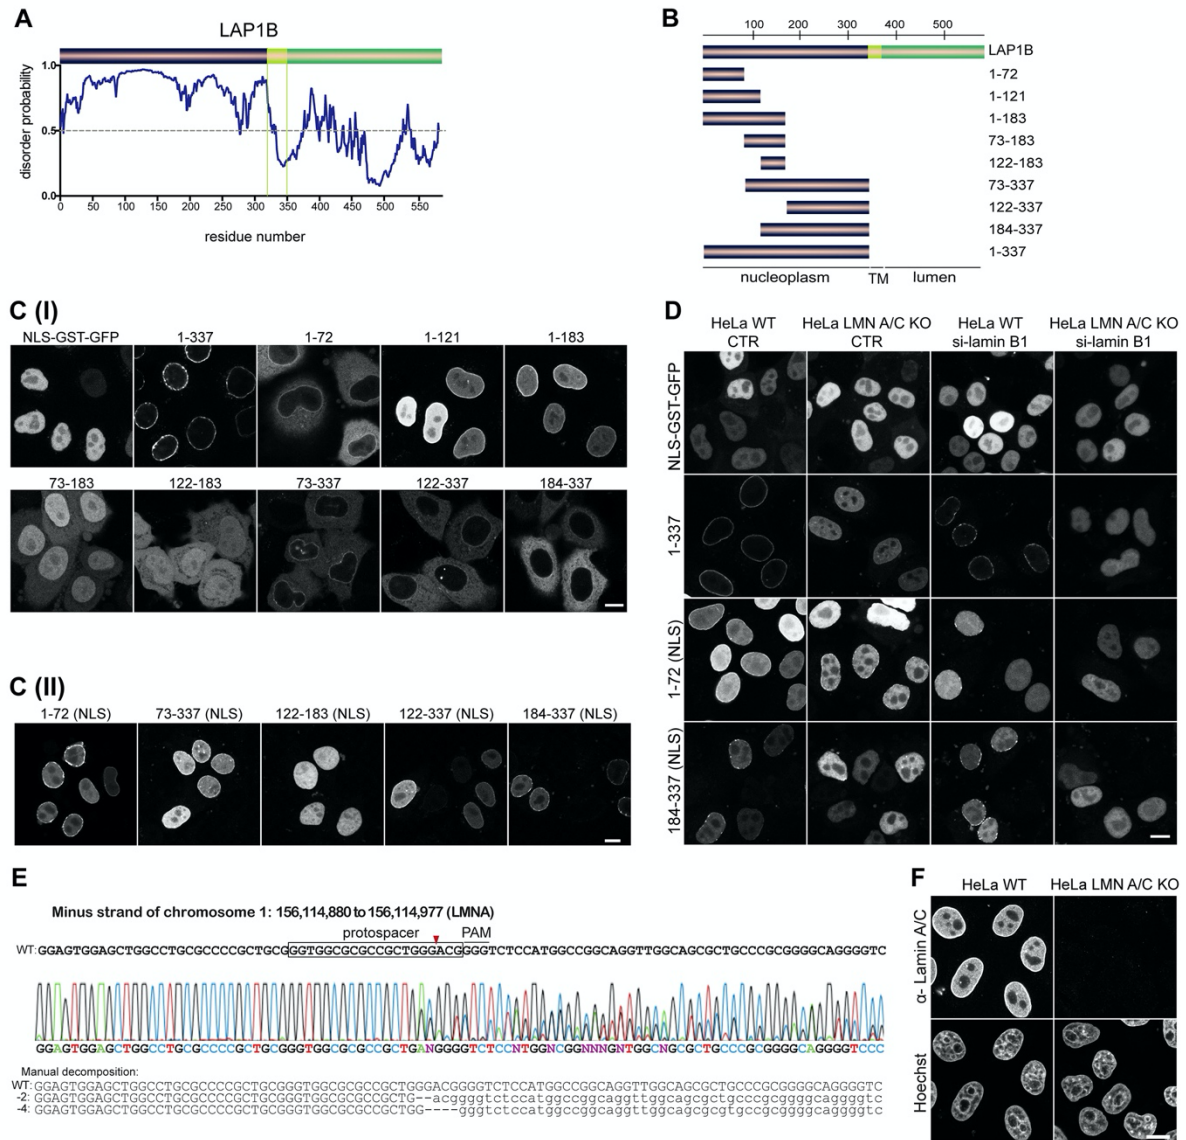 A
LAP1B
disorder probability
1.0
0.5
0.0
0 50 100 150 200 250 300 350 400 450 500 550
residue number
B
100 200 300 400 500
LAP1B
1-72
1-121
1-183
73-183
122-183
73-337
122-337
184-337
1-337
nucleoplasm TM lumen
C (I)
NLS-GST-GFP 1-337 1-72 1-121 1-183
73-183 122-183 73-337 122-337 184-337
C (II)
1-72 (NLS) 73-337 (NLS) 122-183 (NLS) 122-337 (NLS) 184-337 (NLS)
D
HeLa WT CTR
HeLa LMN A/C KO CTR
HeLa WT si-lamin B1
HeLa LMN A/C KO si-lamin B1
NLS-GST-GFP
1-337
1-72 (NLS)
184-337 (NLS)
E
Minus strand of chromosome 1: 156,114,880 to 156,114,977 (LMNA)
protospacer PAM
WT: GGAGTGGAGCTGGCCTGCGCCCCGCTGCGGGTGGCGCGCCGCTGGGACGGGGTCTCCATGGCCGGCAGGTTGGCAGCGCTGCCCGCGGGGCAGGGGTC
GGAGTGGAGCTGGCCTGCGCCCCGCTGCGGGTGGCGCGCCGCTGANGGGGTCTCCNTGGNCGGNNNGNTGGCNGCGCTGCCCGCGGGGCAGGGGTCCC
Manual decomposition:
WT: GGAGTGGAGCTGGCCTGCGCCCCGCTGCGGGTGGCGCGCCGCTGGGACGGGGTCTCCATGGCCGGCAGGTTGGCAGCGCTGCCCGCGGGGCAGGGGTC
-2: GGAGTGGAGCTGGCCTGCGCCCCGCTGCGGGTGGCGCGCCGCTG--acggggtctccatggccggcaggttggcagcgctgcccgcggggcaggggtc
-4: GGAGTGGAGCTGGCCTGCGCCCCGCTGCGGGTGGCGCGCCGCTGG----gggtctccatggccggcaggttggcagcgctgcccgcggggcaggggtc
F
HeLa WT HeLa LMN A/C KO
α- Lamin A/C
Hoechst